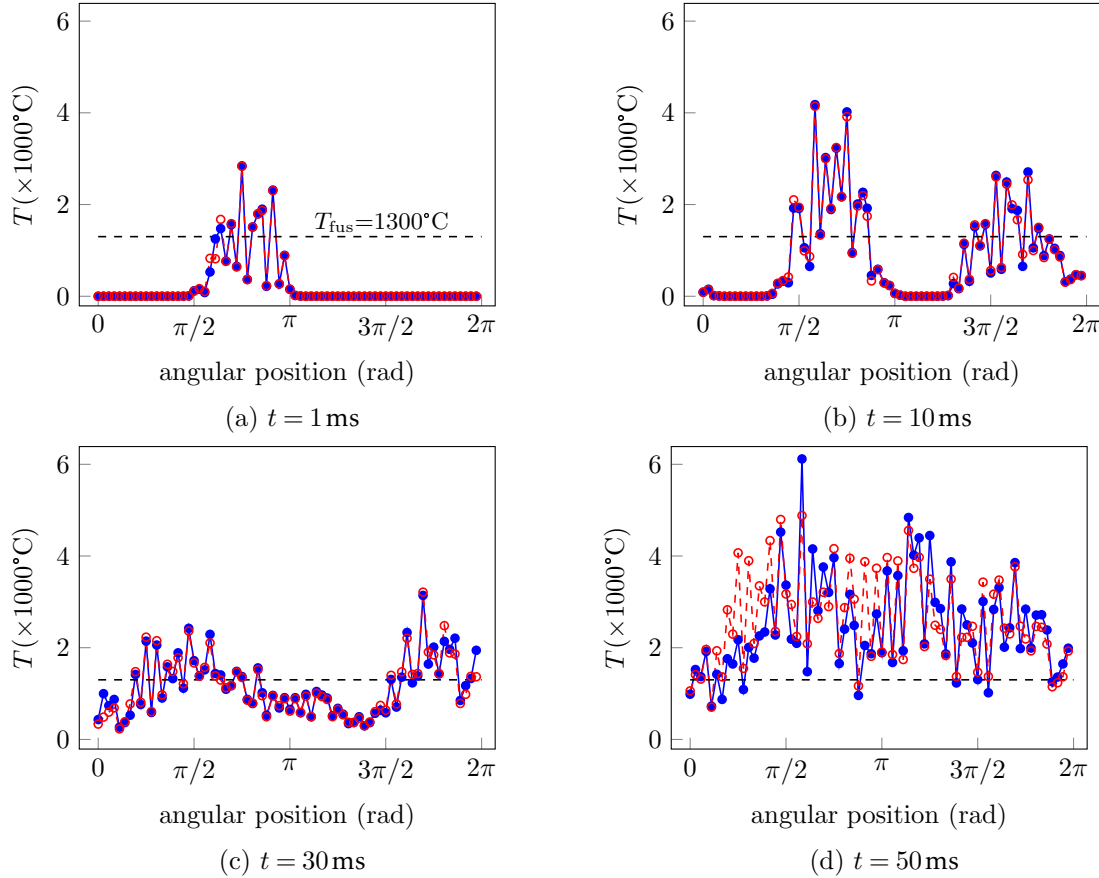 6
4
2
0
T(×1000°C)
T_fus=1300°C
0 π/2 π 3π/2 2π
angular position (rad)
(a) t = 1 ms
6
4
2
0
T(×1000°C)
0 π/2 π 3π/2 2π
angular position (rad)
(b) t = 10 ms
6
4
2
0
T(×1000°C)
0 π/2 π 3π/2 2π
angular position (rad)
(c) t = 30 ms
6
4
2
0
T(×1000°C)
0 π/2 π 3π/2 2π
angular position (rad)
(d) t = 50 ms